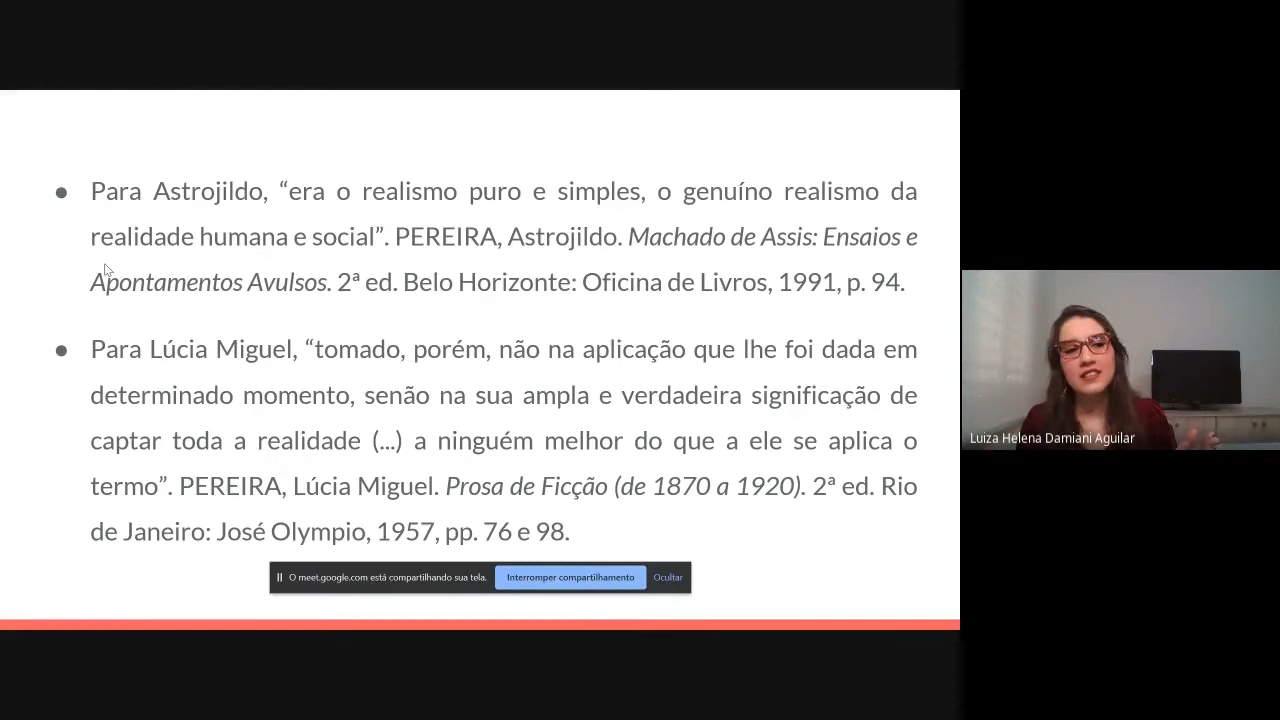 ● Para Astrojildo, “era o realismo puro e simples, o genuíno realismo da
realidade humana e social”. PEREIRA, Astrojildo. Machado de Assis: Ensaios e
Apontamentos Avulsos. 2ª ed. Belo Horizonte: Oficina de Livros, 1991, p. 94.
● Para Lúcia Miguel, “tomado, porém, não na aplicação que lhe foi dada em
determinado momento, senão na sua ampla e verdadeira significação de
captar toda a realidade (...) a ninguém melhor do que a ele se aplica o
termo”. PEREIRA, Lúcia Miguel. Prosa de Ficção (de 1870 a 1920). 2ª ed. Rio
de Janeiro: José Olympio, 1957, pp. 76 e 98.
O meet.google.com está compartilhando sua tela. Interromper compartilhamento Ocultar
Luiza Helena Damiani Aguilar